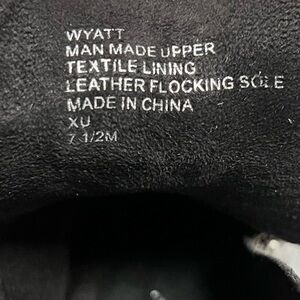 WYATT
MAN MADE UPPER
TEXTILE LINING
LEATHER FLOCKING SOLE
MADE IN CHINA
XU
7 1/2M